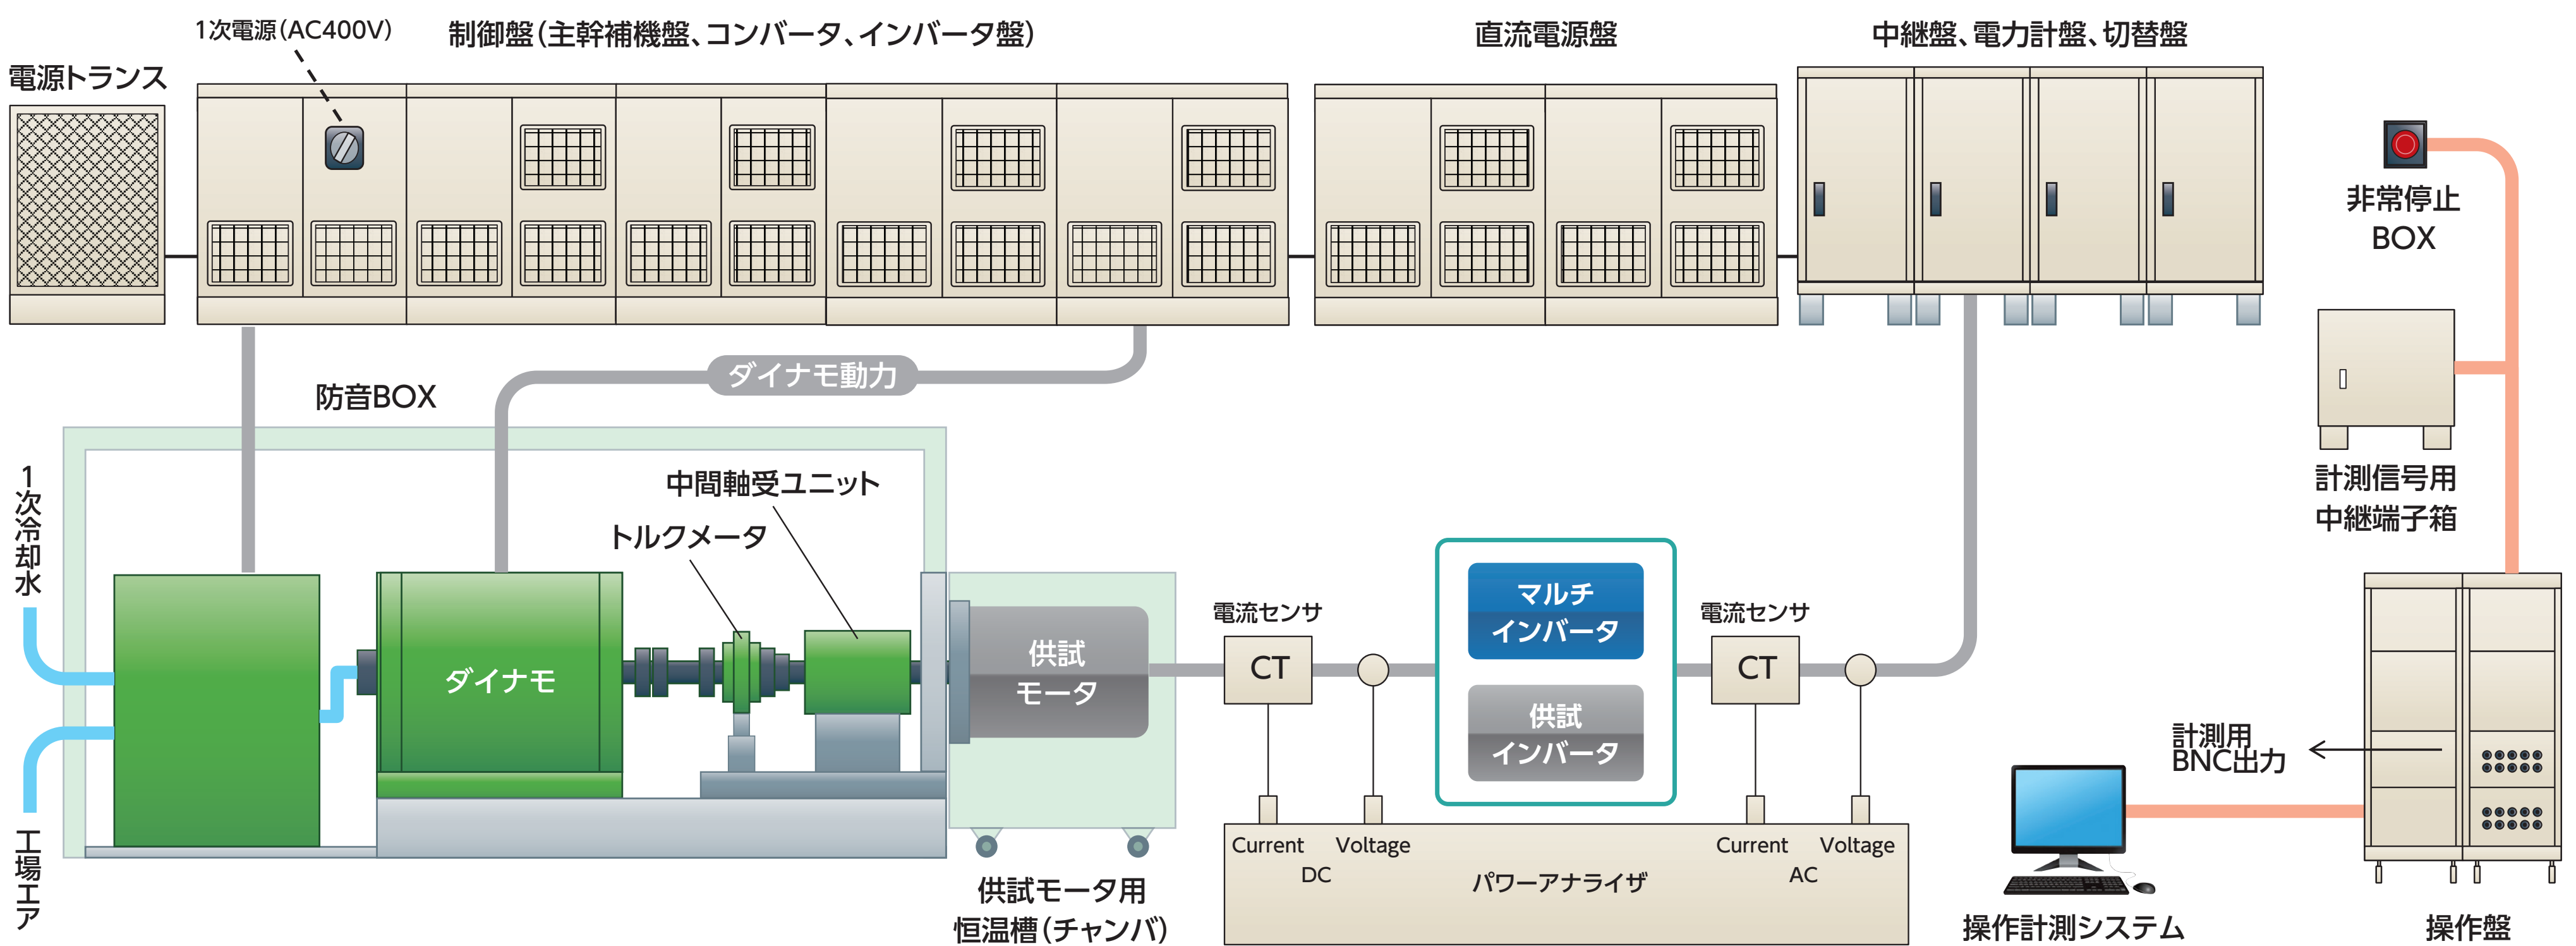 1次電源(AC400V)
制御盤(主幹補機盤、コンバータ、インバータ盤)
直流電源盤
中継盤、電力計盤、切替盤
電源トランス
非常停止
BOX
ダイナモ動力
防音BOX
1次冷却水
中間軸受ユニット
トルクメータ
計測信号用
中継端子箱
ダイナモ
供試
モータ
電流センサ
CT
マルチ
インバータ
供試
インバータ
電流センサ
CT
計測用
BNC出力
工場エア
Current
Voltage
DC
パワーアナライザ
Current
Voltage
AC
供試モータ用
恒温槽(チャンバ)
操作計測システム
操作盤